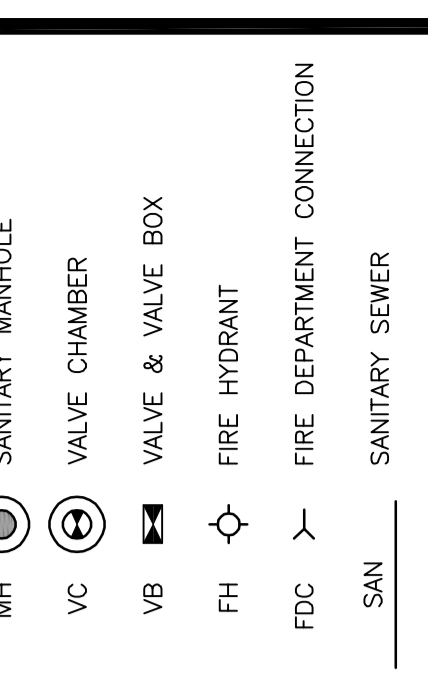 MH SANITARY MANHOLE
VC VALVE CHAMBER
VB VALVE & VALVE BOX
FH FIRE HYDRANT
FDC FIRE DEPARTMENT CONNECTION
SAN SANITARY SEWER